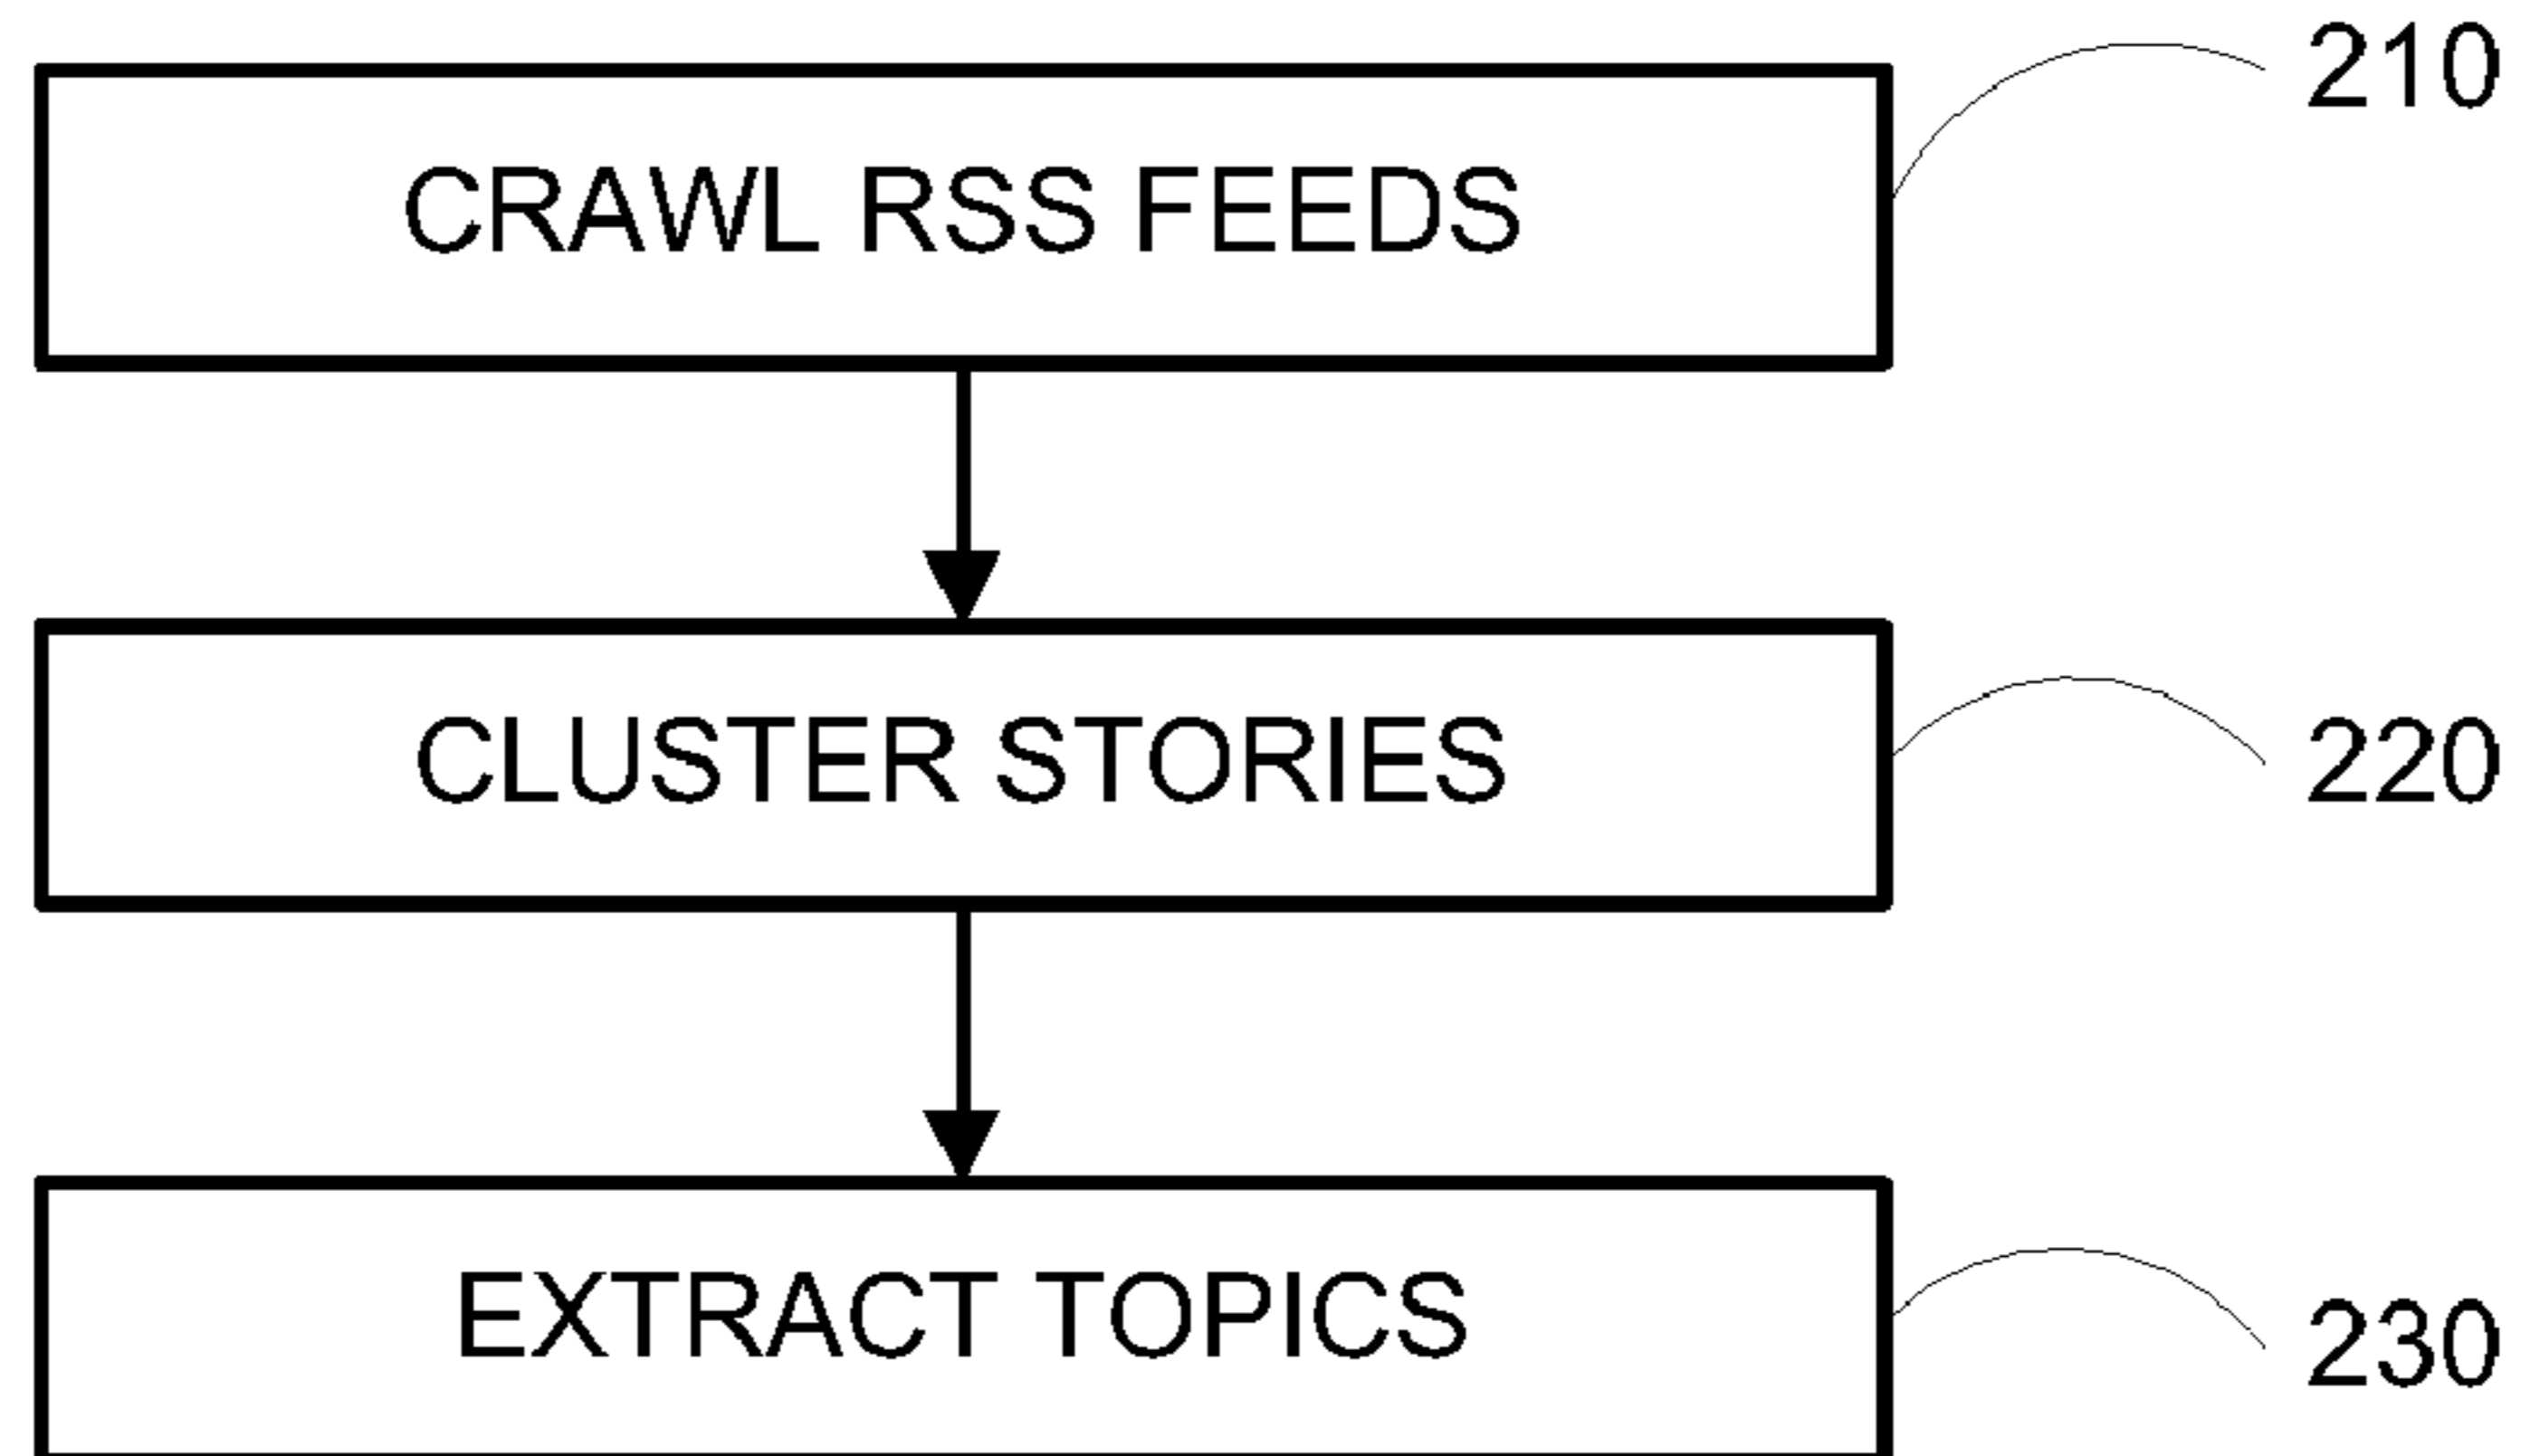 210
CRAWL RSS FEEDS
CLUSTER STORIES
220
EXTRACT TOPICS
230